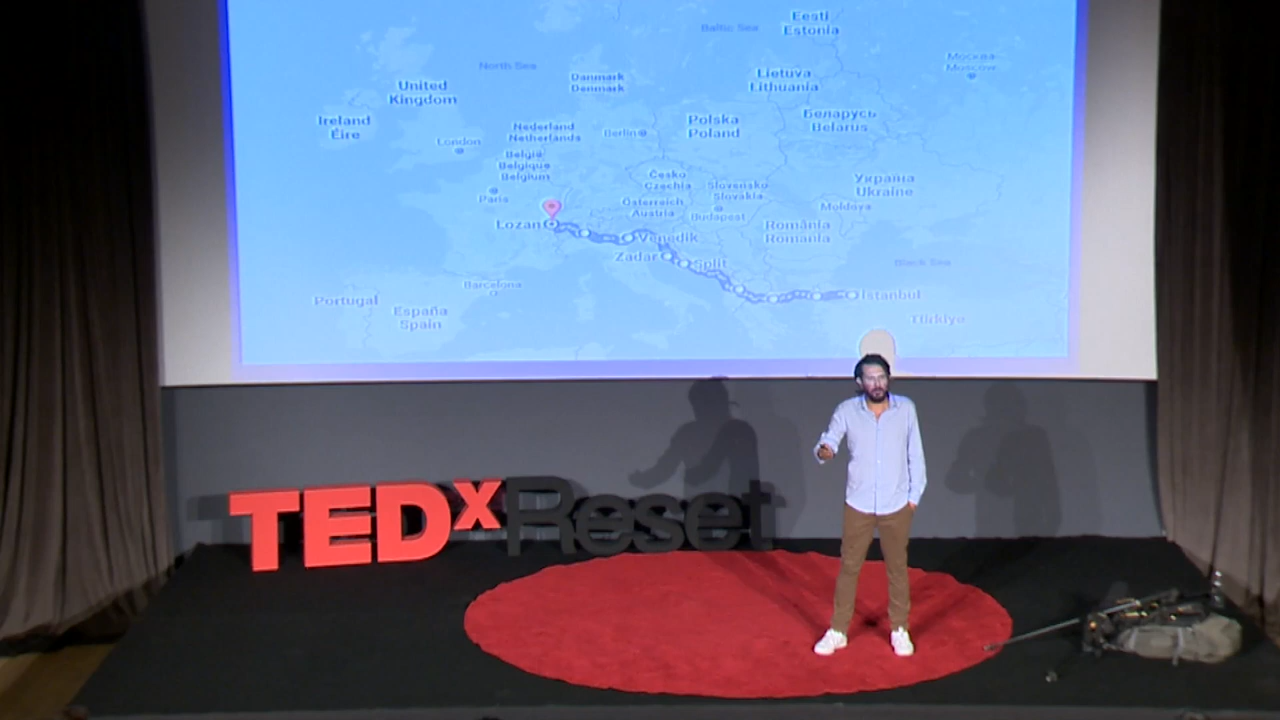 Eesti
Estonia
Baltic Sea
Москва
Moscow
North Sea
Danmark
Denmark
Lietuva
Lithuania
United
Kingdom
Ireland
Éire
Nederland
Netherlands
Berlin
Polska
Poland
Беларусь
Belarus
London
België
Belgique
Belgium
Česko
Czechia
Slovensko
Slovakia
Україна
Ukraine
Paris
Österreich
Austria
Budapest
Moldova
Lozan
Venedik
România
Romania
Zadar
Split
Black Sea
Barcelona
Portugal
España
Spain
İstanbul
Türkiye
TEDxReset